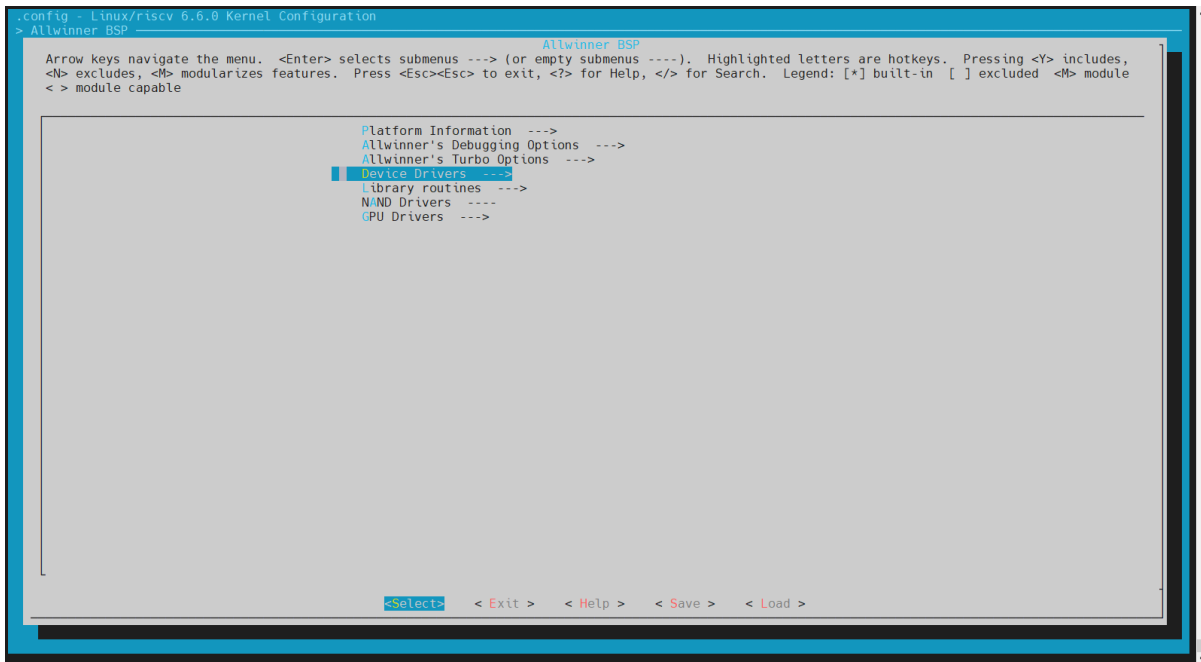 .config - Linux/riscv 6.6.0 Kernel Configuration
> Allwinner BSP
Allwinner BSP
Arrow keys navigate the menu.  <Enter> selects submenus ---> (or empty submenus ----).  Highlighted letters are hotkeys.  Pressing <Y> includes,
<N> excludes, <M> modularizes features.  Press <Esc><Esc> to exit, <?> for Help, </> for Search.  Legend: [*] built-in  [ ] excluded  <M> module
< > module capable
Platform Information  --->
Allwinner's Debugging Options  --->
Allwinner's Turbo Options  --->
Device Drivers  --->
Library routines  --->
NAND Drivers  ----
GPU Drivers  --->
<Select>    < Exit >    < Help >    < Save >    < Load >